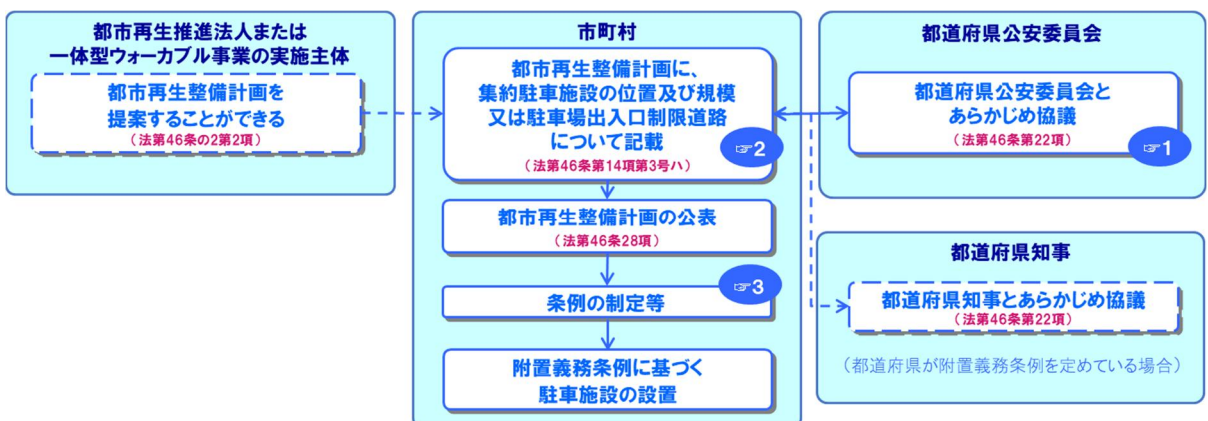 都市再生推進法人または
一体型ウォーカブル事業の実施主体
都市再生整備計画を
提案することができる
（法第46条の2第2項）
市町村
都市再生整備計画に、
集約駐車施設の位置及び規模
又は駐車場出入口制限道路
について記載
（法第46条第14項第3号ハ）
☞2
都市再生整備計画の公表
（法第46条28項）
☞3
条例の制定等
附置義務条例に基づく
駐車施設の設置
都道府県公安委員会
都道府県公安委員会と
あらかじめ協議
（法第46条第22項）
☞1
都道府県知事
都道府県知事とあらかじめ協議
（法第46条第22項）
（都道府県が附置義務条例を定めている場合）